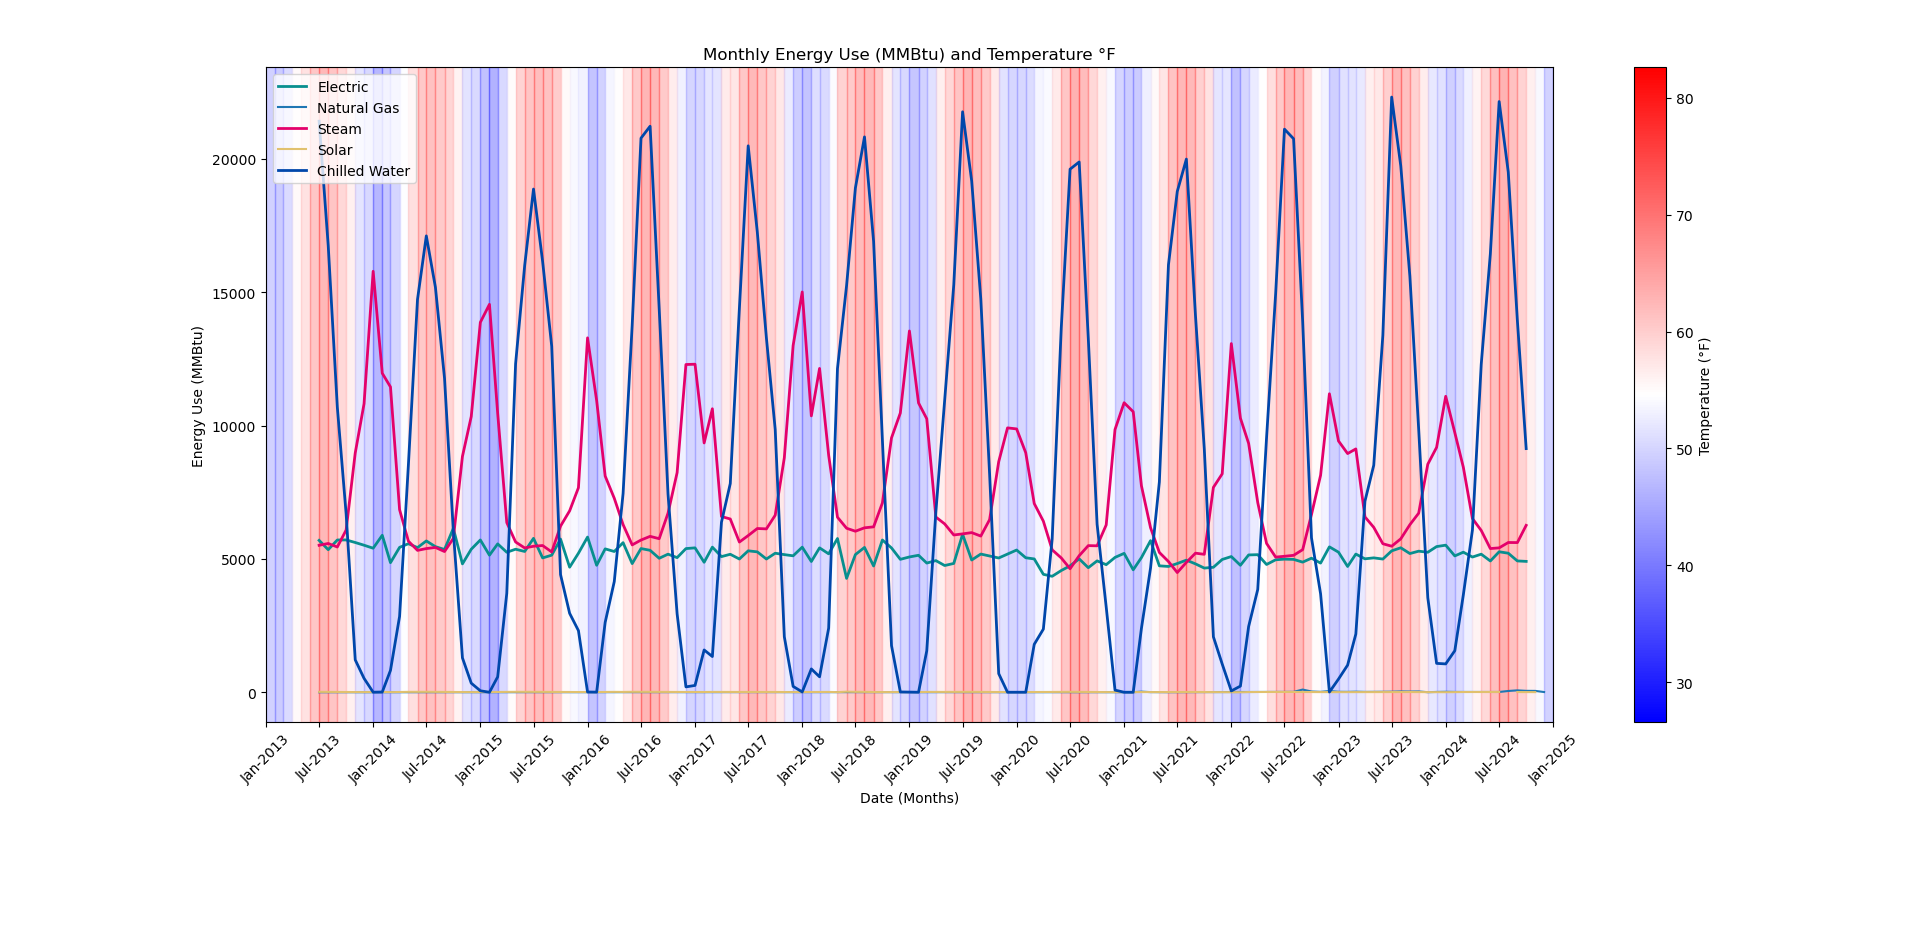 Monthly Energy Use (MMBtu) and Temperature °F
Electric
Natural Gas
Steam
Solar
Chilled Water
Energy Use (MMBtu)
20000
15000
10000
5000
0
Jan-2013
Jul-2013
Jan-2014
Jul-2014
Jan-2015
Jul-2015
Jan-2016
Jul-2016
Jan-2017
Jul-2017
Jan-2018
Jul-2018
Jan-2019
Jul-2019
Jan-2020
Jul-2020
Jan-2021
Jul-2021
Jan-2022
Jul-2022
Jan-2023
Jul-2023
Jan-2024
Jul-2024
Jan-2025
Date (Months)
80
70
60
50
40
30
Temperature (°F)